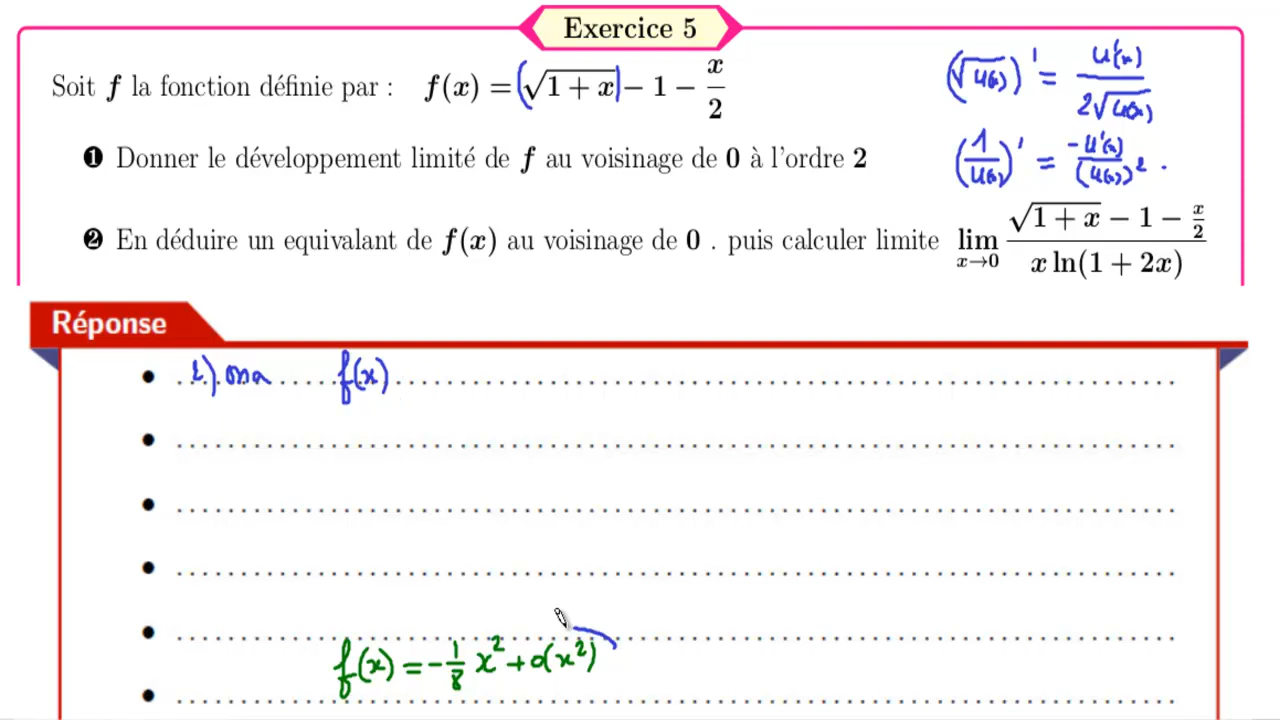 Exercice 5
Soit f la fonction définie par : f(x) = (√1 + x) − 1 − x/2
(√u(x))' = u'(x) / 2√u(x)
❶ Donner le développement limité de f au voisinage de 0 à l'ordre 2
(1/u(x))' = -u'(x) / (u(x))² .
❷ En déduire un equivalant de f(x) au voisinage de 0 . puis calculer limite lim x→0 √1 + x − 1 − x/2 / x ln(1 + 2x)
Réponse
2) ona f(x)
f(x) = -1/8 x² + o(x²)